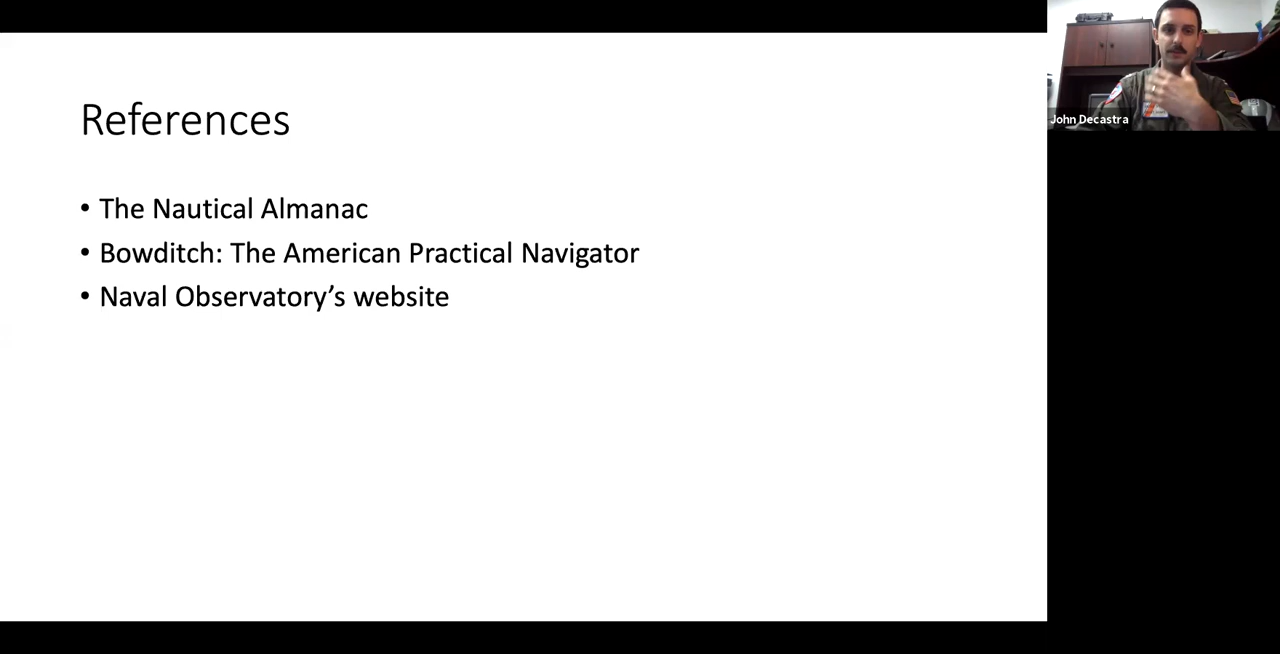 References
• The Nautical Almanac
• Bowditch: The American Practical Navigator
• Naval Observatory’s website
John Decastra